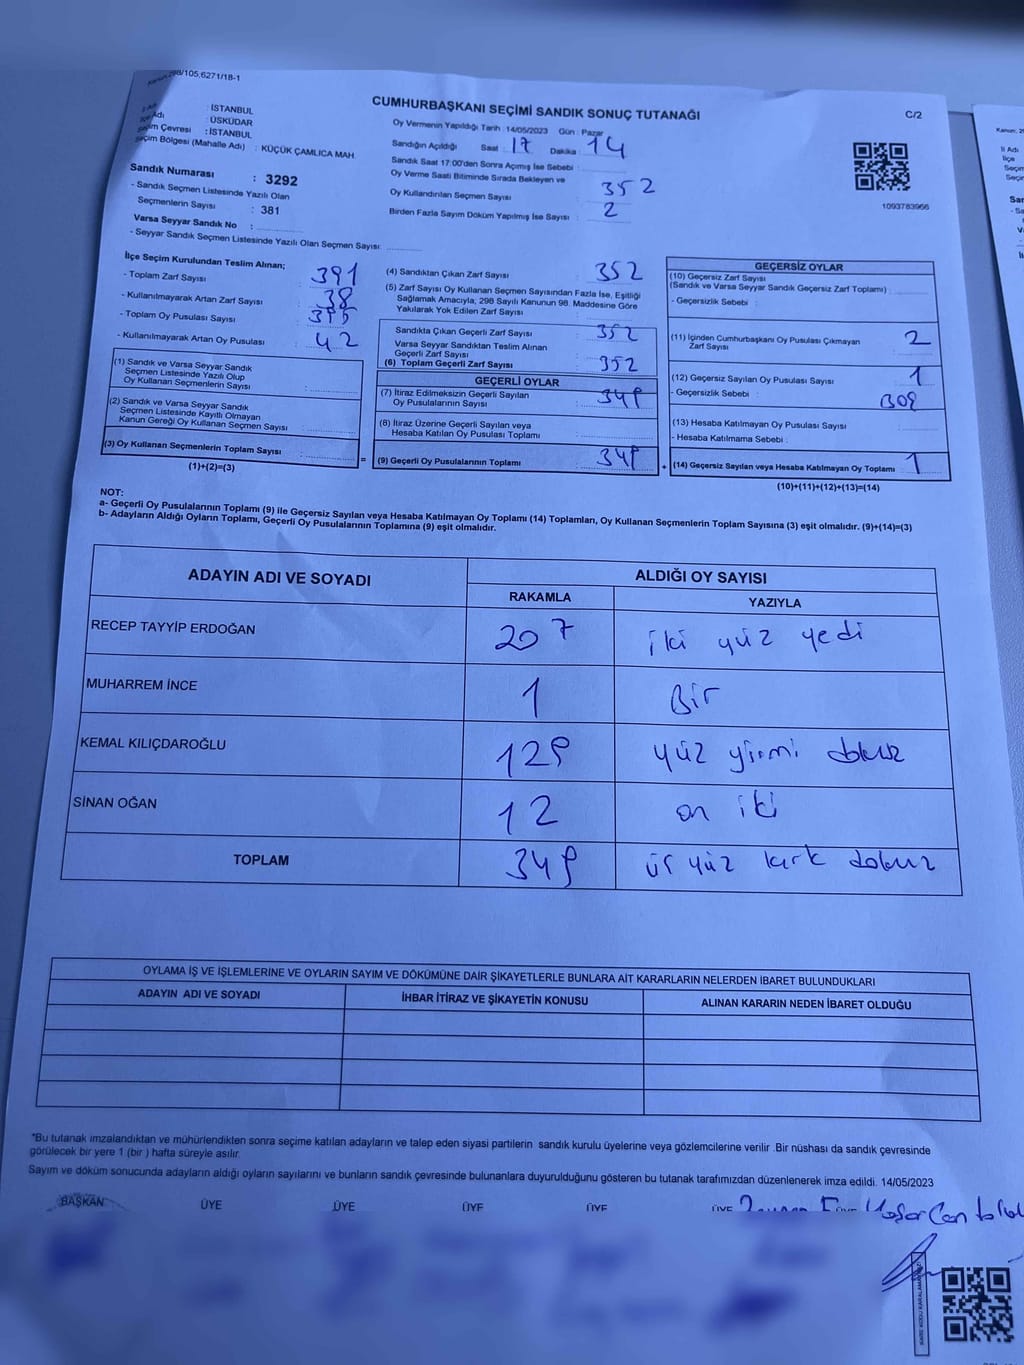 Kanun:298/105,6271/18-1
CUMHURBAŞKANI SEÇİMİ SANDIK SONUÇ TUTANAĞI
C/2
İl Adı : İSTANBUL
İlçe Adı : ÜSKÜDAR
Seçim Çevresi : İSTANBUL
Seçim Bölgesi (Mahalle Adı) : KÜÇÜK ÇAMLICA MAH.
Sandık Numarası : 3292
- Sandık Seçmen Listesinde Yazılı Olan
Seçmenlerin Sayısı : 381
Varsa Seyyar Sandık No :
- Seyyar Sandık Seçmen Listesinde Yazılı Olan Seçmen Sayısı:
Oy Vermenin Yapıldığı Tarih :14/05/2023 Gün : Pazar
Sandığın Açıldığı Saat 17 Dakika : 14
Sandık Saat 17:00'den Sonra Açımış İse Sebebi :
Oy Verme Saati Bitiminde Sırada Bekleyen ve
Oy Kullandırılan Seçmen Sayısı : 352
Birden Fazla Sayım Döküm Yapılmış İse Sayısı : 2
1093783966
İlçe Seçim Kurulundan Teslim Alınan;
- Toplam Zarf Sayısı : 391
- Kullanılmayarak Artan Zarf Sayısı : 38
- Toplam Oy Pusulası Sayısı :
- Kullanılmayarak Artan Oy Pusulası : 42
(1) Sandık ve Varsa Seyyar Sandık
Seçmen Listesinde Yazılı Olup
Oy Kullanan Seçmenlerin Sayısı :
(2) Sandık ve Varsa Seyyar Sandık
Seçmen Listesinde Kayıtlı Olmayan
Kanun Gereği Oy Kullanan Seçmen Sayısı :
(3) Oy Kullanan Seçmenlerin Toplam Sayısı :
(1)+(2)=(3)
=
(4) Sandıktan Çıkan Zarf Sayısı : 352
(5) Zarf Sayısı Oy Kullanan Seçmen Sayısından Fazla İse, Eşitliği
Sağlamak Amacıyla, 298 Sayılı Kanunun 98. Maddesine Göre
Yakılarak Yok Edilen Zarf Sayısı :
Sandıkta Çıkan Geçerli Zarf Sayısı : 352
Varsa Seyyar Sandıktan Teslim Alınan
Geçerli Zarf Sayısı :
(6) Toplam Geçerli Zarf Sayısı : 352
GEÇERLİ OYLAR
(7) İtiraz Edilmeksizin Geçerli Sayılan
Oy Pusulalarının Sayısı : 349
(8) İtiraz Üzerine Geçerli Sayılan veya
Hesaba Katılan Oy Pusulası Toplamı :
(9) Geçerli Oy Pusulalarının Toplamı : 349
+
GEÇERSİZ OYLAR
(10) Geçersiz Zarf Sayısı
(Sandık ve Varsa Seyyar Sandık Geçersiz Zarf Toplamı) :
- Geçersizlik Sebebi :
(11) İçinden Cumhurbaşkanı Oy Pusulası Çıkmayan
Zarf Sayısı : 2
(12) Geçersiz Sayılan Oy Pusulası Sayısı : 1
- Geçersizlik Sebebi :
(13) Hesaba Katılmayan Oy Pusulası Sayısı :
- Hesaba Katılmama Sebebi :
(14) Geçersiz Sayılan veya Hesaba Katılmayan Oy Toplamı : 1
(10)+(11)+(12)+(13)=(14)
NOT:
a- Geçerli Oy Pusulalarının Toplamı (9) ile Geçersiz Sayılan veya Hesaba Katılmayan Oy Toplamı (14) Toplamları, Oy Kullanan Seçmenlerin Toplam Sayısına (3) eşit olmalıdır. (9)+(14)=(3)
b- Adayların Aldığı Oyların Toplamı, Geçerli Oy Pusulalarının Toplamına (9) eşit olmalıdır.
ADAYIN ADI VE SOYADI
ALDIĞI OY SAYISI
RAKAMLA YAZIYLA
RECEP TAYYİP ERDOĞAN 207 iki yüz yedi
MUHARREM İNCE 1 Bir
KEMAL KILIÇDAROĞLU 129 yüz yirmi dokuz
SİNAN OĞAN 12 on iki
TOPLAM 349 üç yüz kırk dokuz
OYLAMA İŞ VE İŞLEMLERİNE VE OYLARIN SAYIM VE DÖKÜMÜNE DAİR ŞİKAYETLERLE BUNLARA AİT KARARLARIN NELERDEN İBARET BULUNDUKLARI
ADAYIN ADI VE SOYADI İHBAR İTİRAZ VE ŞİKAYETİN KONUSU ALINAN KARARIN NEDEN İBARET OLDUĞU
*Bu tutanak imzalandıktan ve mühürlendikten sonra seçime katılan adayların ve talep eden siyasi partilerin sandık kurulu üyelerine veya gözlemcilerine verilir .Bir nüshası da sandık çevresinde
görülecek bir yere 1 (bir ) hafta süreyle asılır.
Sayım ve döküm sonucunda adayların aldığı oyların sayılarını ve bunların sandık çevresinde bulunanlara duyurulduğunu gösteren bu tutanak tarafımızdan düzenlenerek imza edildi. 14/05/2023
BAŞKAN ÜYE ÜYE ÜYE ÜYE ÜYE ÜYE